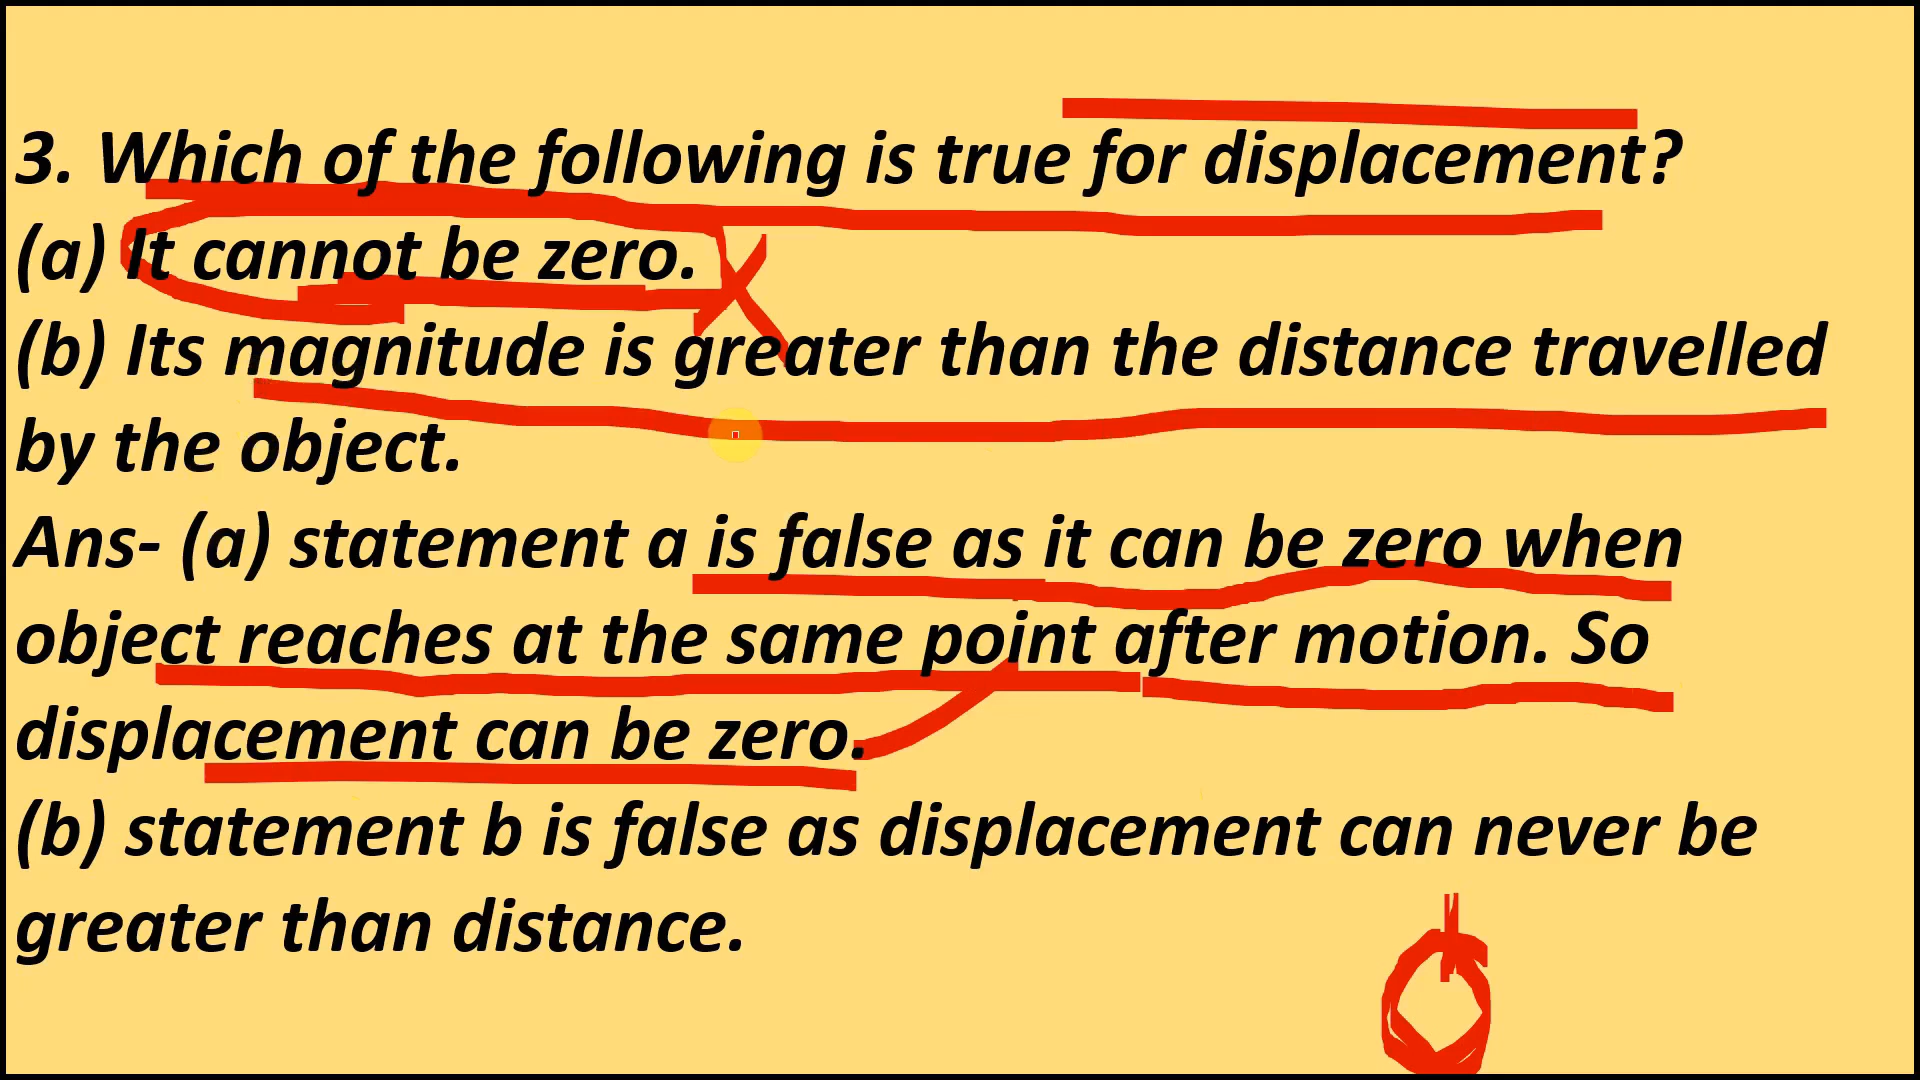 3. Which of the following is true for displacement?
(a) It cannot be zero.
(b) Its magnitude is greater than the distance travelled
by the object.
Ans- (a) statement a is false as it can be zero when
object reaches at the same point after motion. So
displacement can be zero.
(b) statement b is false as displacement can never be
greater than distance.